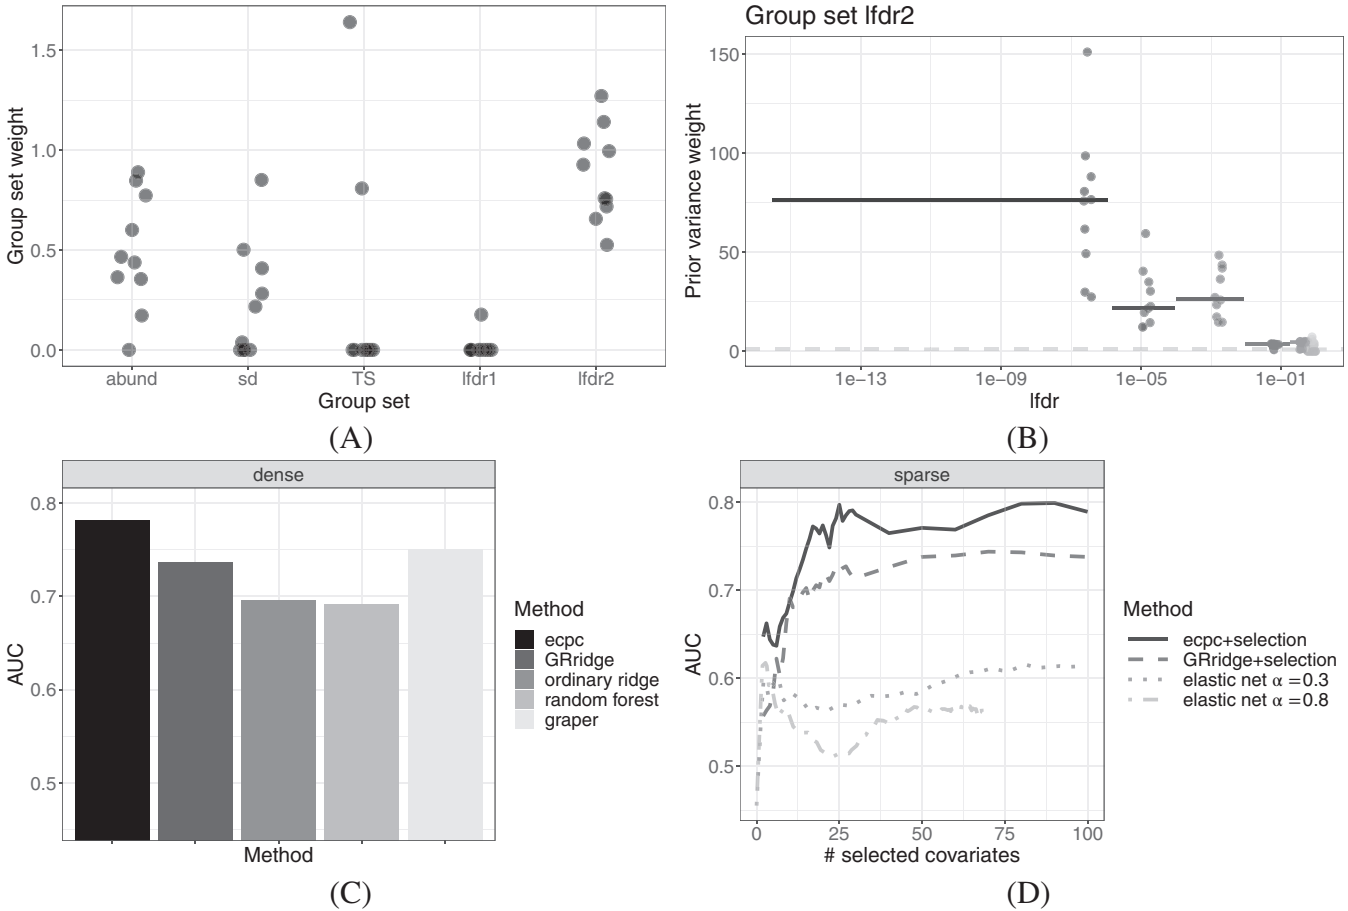 Group set weight
1.5
1.0
0.5
0.0
abund sd TS lfdr1 lfdr2
Group set
(A)
Group set lfdr2
Prior variance weight
150
100
50
0
1e−13 1e−09 1e−05 1e−01
lfdr
(B)
dense
AUC
0.8
0.7
0.6
0.5
Method
Method
ecpc
GRridge
ordinary ridge
random forest
graper
(C)
sparse
AUC
0.8
0.7
0.6
0.5
0 25 50 75 100
# selected covariates
Method
ecpc+selection
GRridge+selection
elastic net α =0.3
elastic net α =0.8
(D)